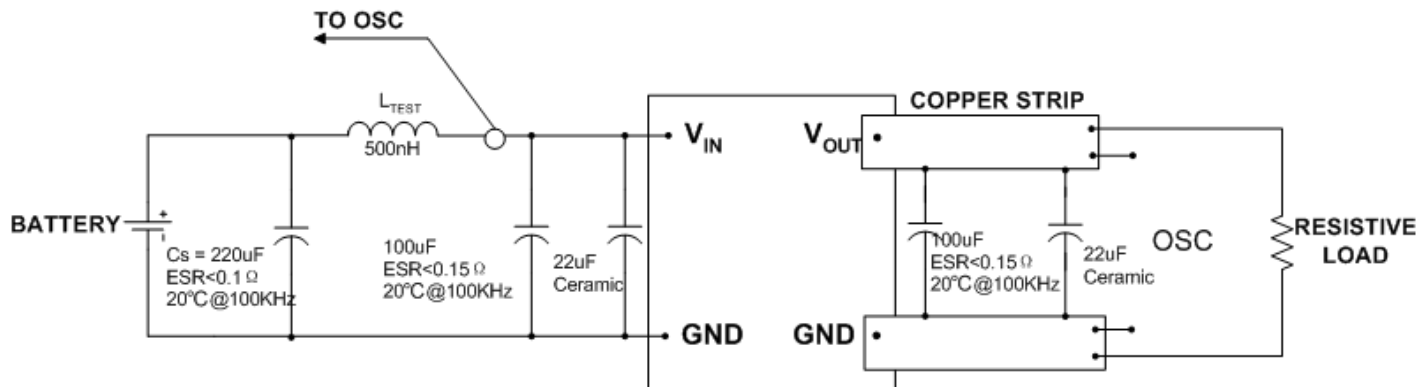 TO OSC
L_TEST
500nH
BATTERY
+
-
Cs = 220uF
ESR<0.1Ω
20℃@100KHz
100uF
ESR<0.15Ω
20℃@100KHz
22uF
Ceramic
V_IN
GND
V_OUT
GND
COPPER STRIP
100uF
ESR<0.15Ω
20℃@100KHz
22uF
Ceramic
OSC
RESISTIVE
LOAD